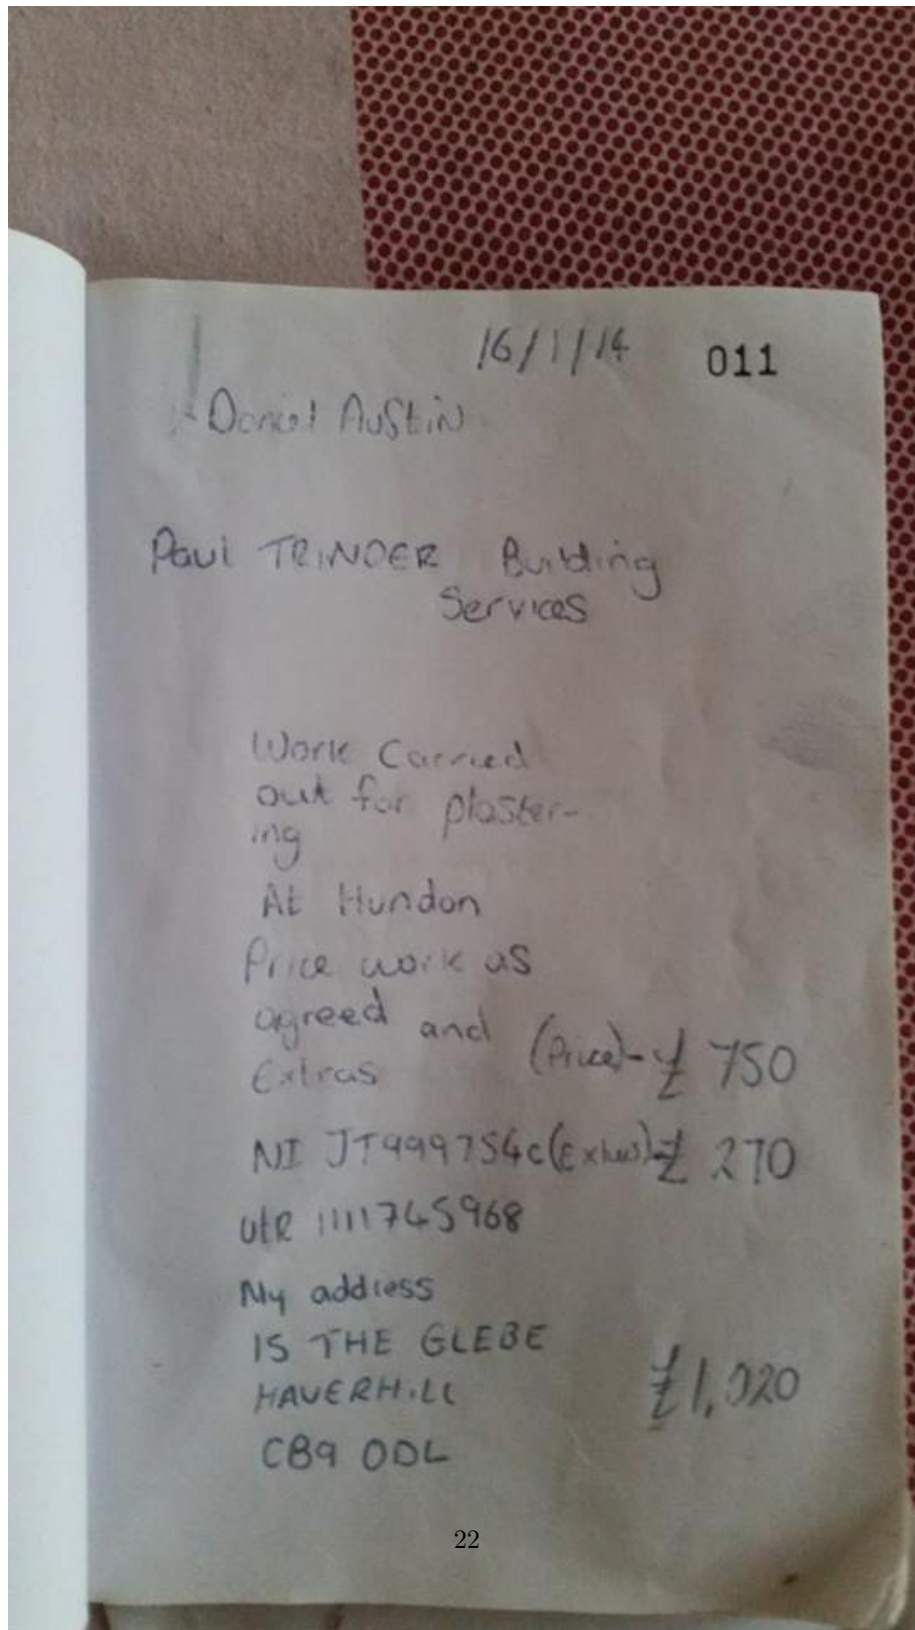 16/1/14 011
Daniel Austin
Paul TRINDER Building
Services
Work Carried
out for plaster-
ing
At Hundon
Price work as
agreed and (Price)-£ 750
Extras
NI JT999754c(Extras)-£ 270
UtR 1111745968
My address
15 THE GLEBE
HAVERHILL £1,020
CB9 0DL
22